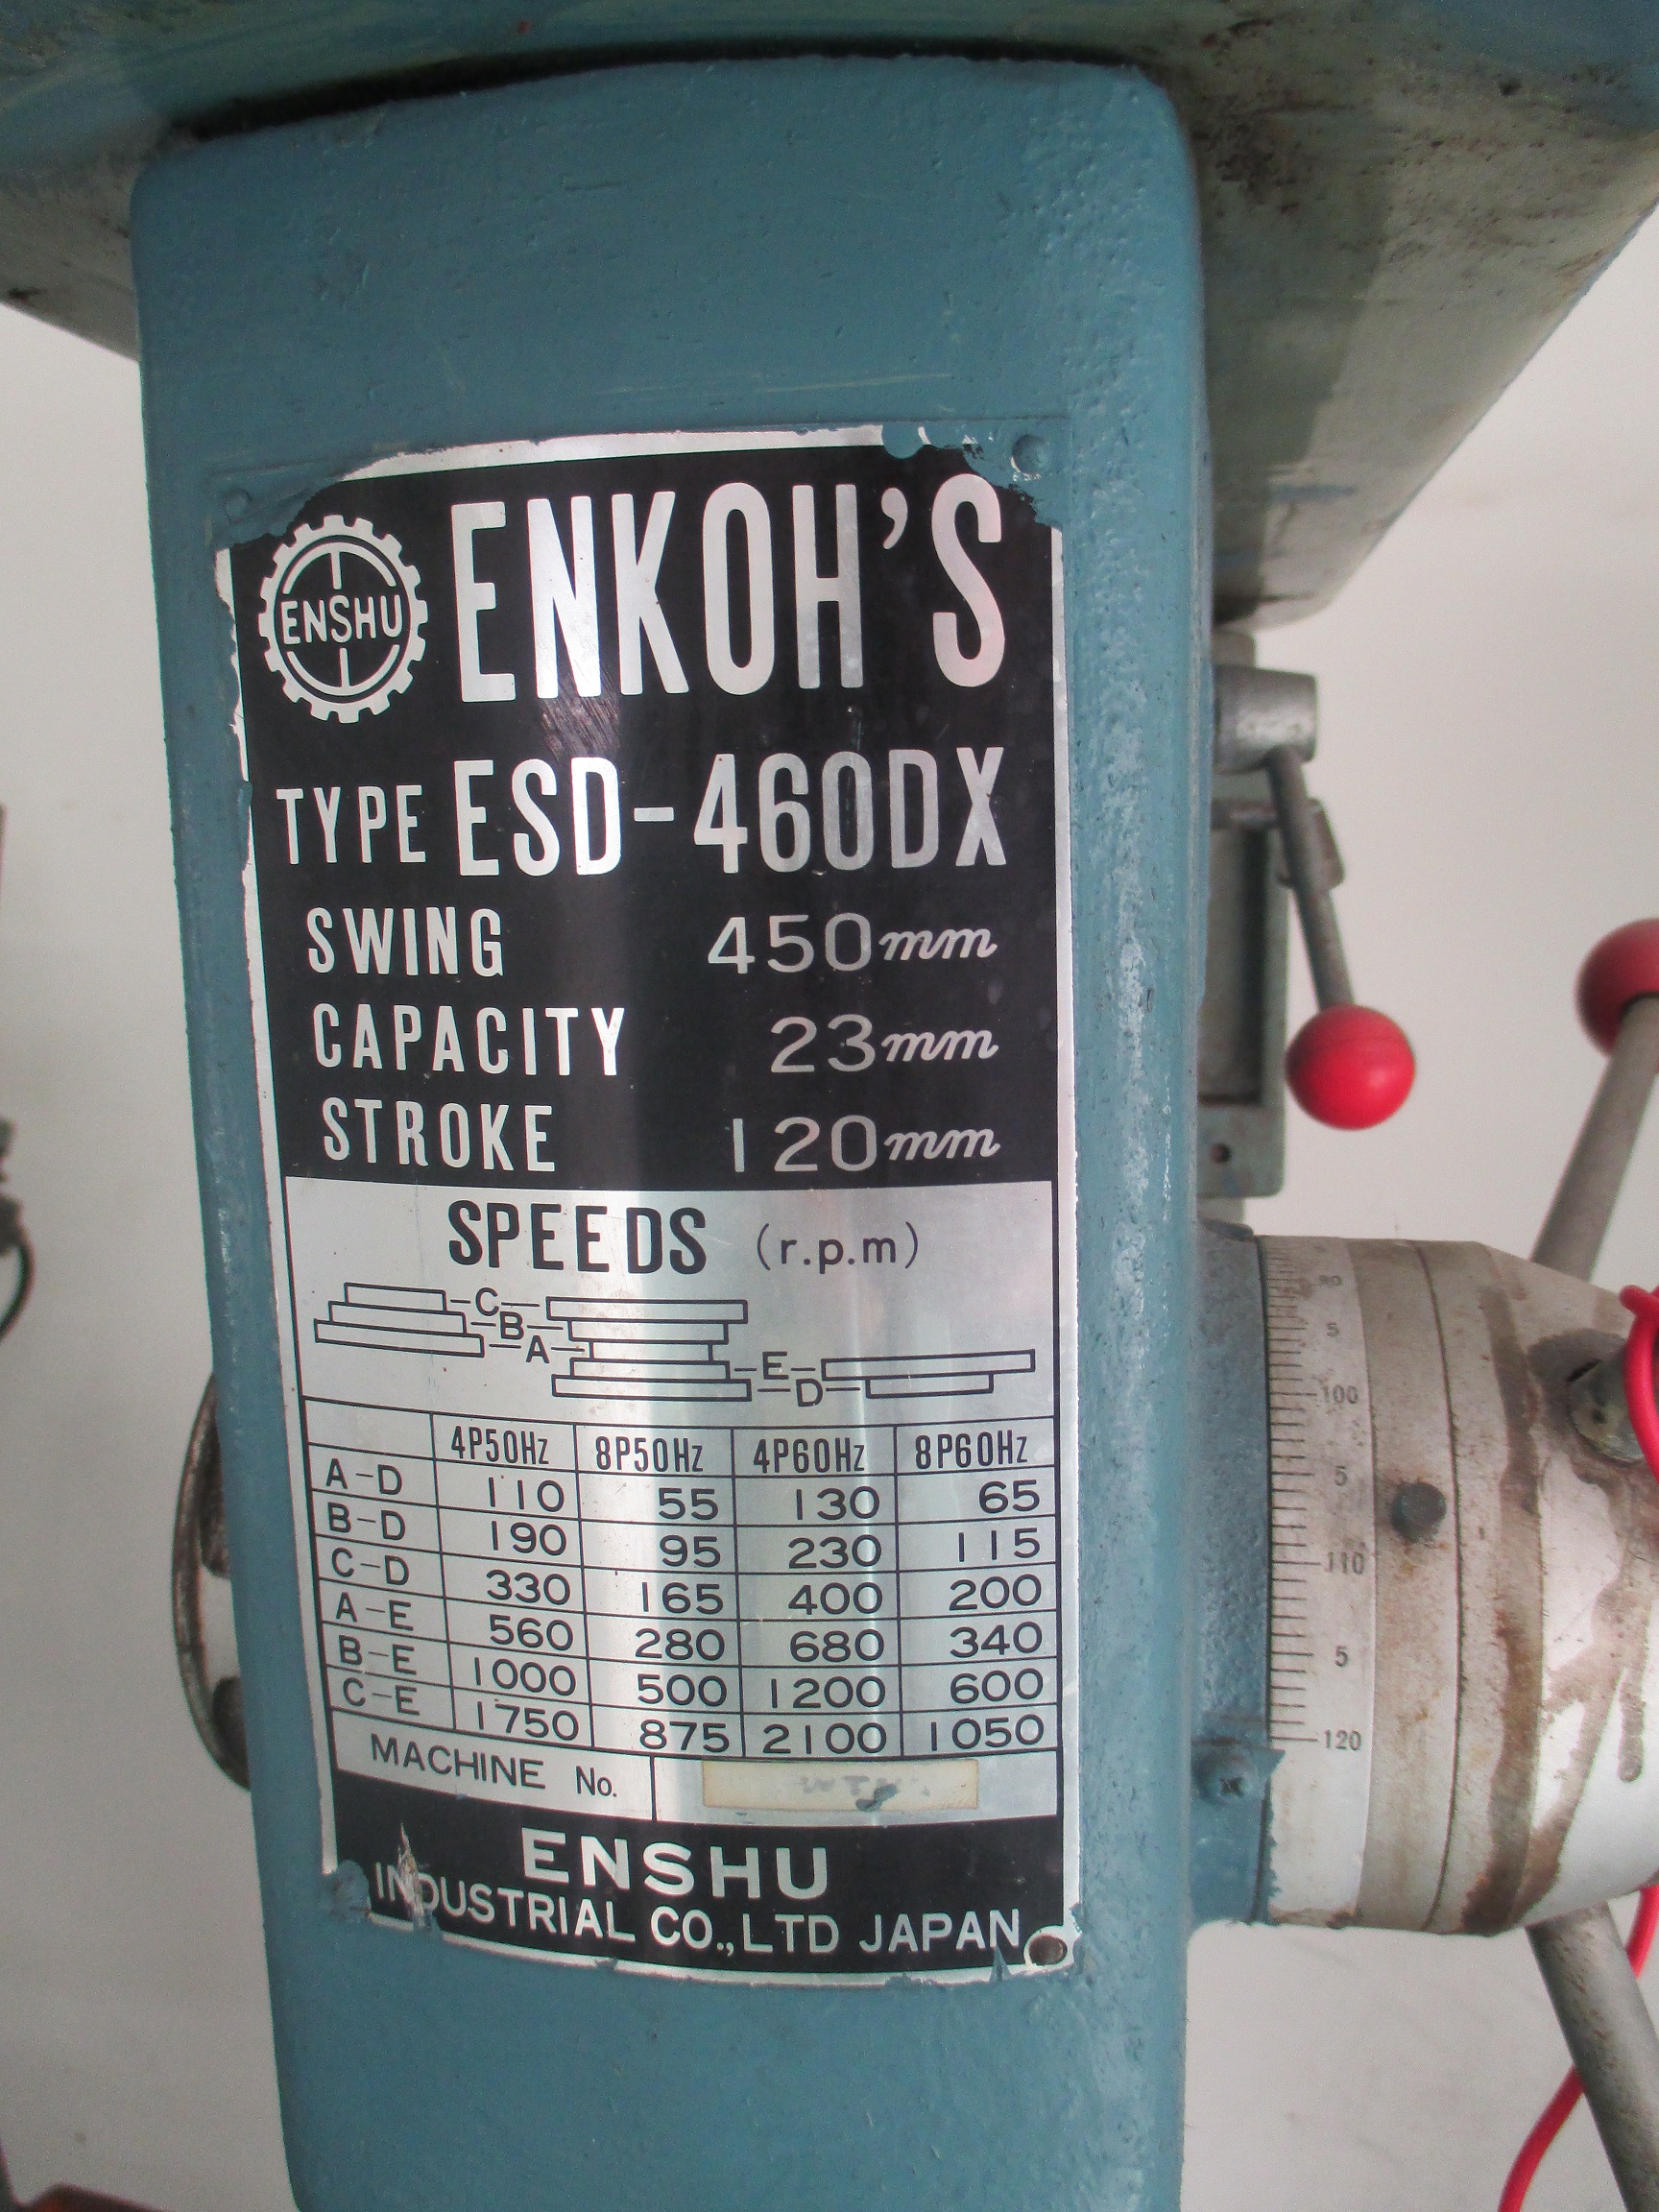 ENSHU
ENKOH'S
TYPE ESD-460DX
SWING 450mm
CAPACITY 23mm
STROKE 120mm
SPEEDS (r.p.m)
C
B
A
E
D
4P50Hz 8P50Hz 4P60Hz 8P60Hz
A-D 110 55 130 65
B-D 190 95 230 115
C-D 330 165 400 200
A-E 560 280 680 340
B-E 1000 500 1200 600
C-E 1750 875 2100 1050
MACHINE No.
ENSHU
INDUSTRIAL CO., LTD JAPAN
90
5
100
5
110
5
120